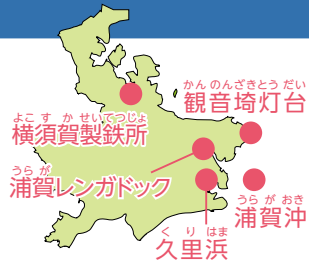 かんのんざきとうだい
観音埼灯台
よこすかせいてつじょ
横須賀製鉄所
うらが
浦賀レンガドック
うらがおき
浦賀沖
くりはま
久里浜